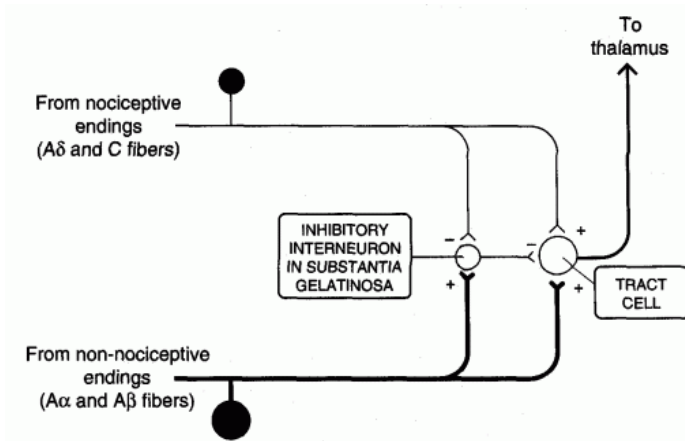 To
thalamus
From nociceptive
endings
(Aδ and C fibers)
INHIBITORY
INTERNEURON
IN SUBSTANTIA
GELATINOSA
−
+
−
+
+
TRACT
CELL
From non-nociceptive
endings
(Aα and Aβ fibers)